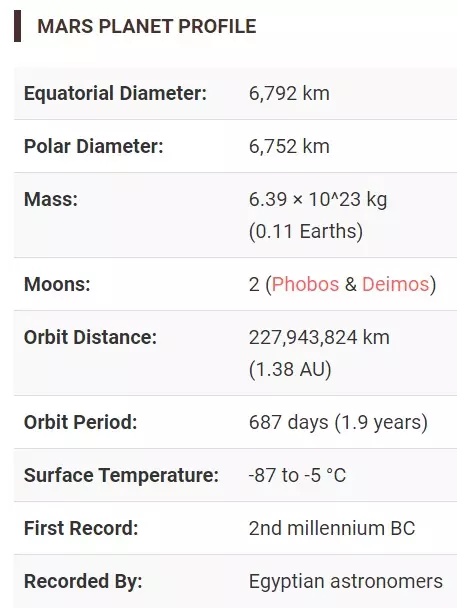 MARS PLANET PROFILE
Equatorial Diameter: 6,792 km
Polar Diameter: 6,752 km
Mass: 6.39 × 10^23 kg
(0.11 Earths)
Moons: 2 (Phobos & Deimos)
Orbit Distance: 227,943,824 km
(1.38 AU)
Orbit Period: 687 days (1.9 years)
Surface Temperature: -87 to -5 °C
First Record: 2nd millennium BC
Recorded By: Egyptian astronomers